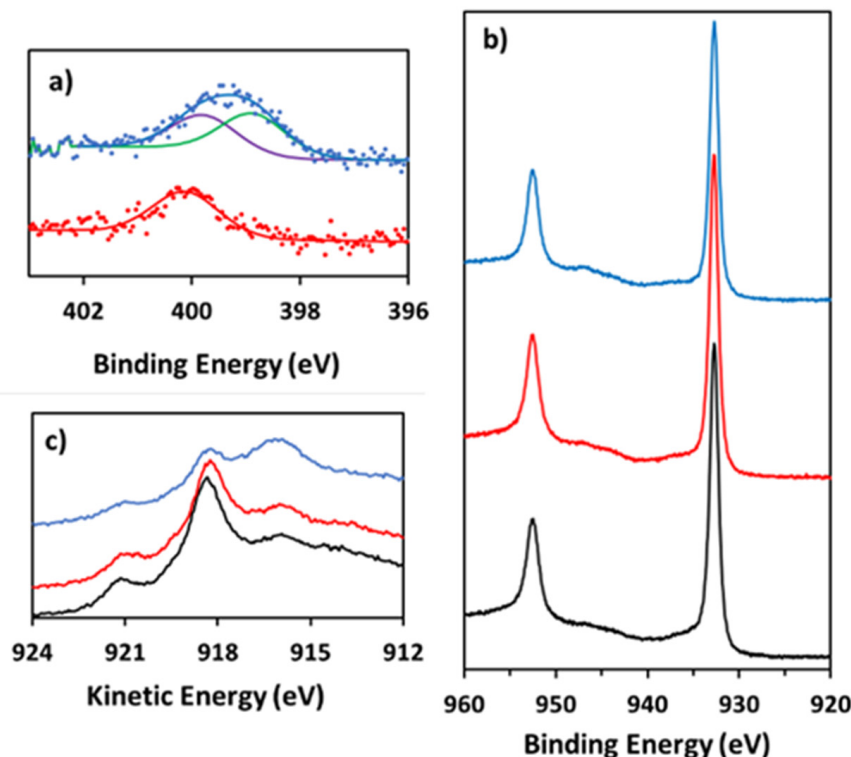 a)
402 400 398 396
Binding Energy (eV)
c)
924 921 918 915 912
Kinetic Energy (eV)
b)
960 950 940 930 920
Binding Energy (eV)